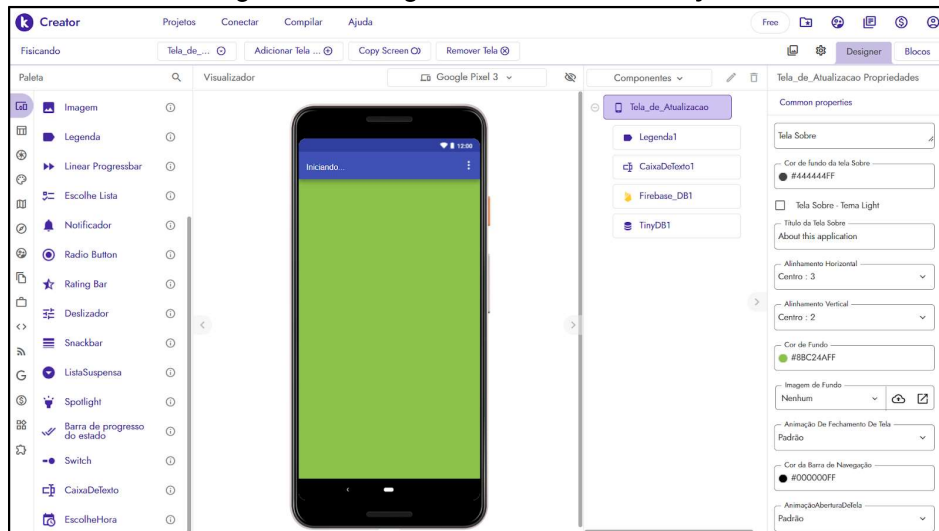 Creator
Projetos
Conectar
Compilar
Ajuda
Free
Fisicando
Tela_de_...
Adicionar Tela ...
Copy Screen
Remover Tela
Designer
Blocos
Paleta
Imagem
Legenda
Linear Progressbar
Escolhe Lista
Notificador
Radio Button
Rating Bar
Deslizador
Snackbar
ListaSuspensa
Spotlight
Barra de progresso
do estado
Switch
CaixaDeTexto
EscolheHora
Visualizador
Google Pixel 3
12:00
Iniciando...
Componentes
Tela_de_Atualizacao
Legenda1
CaixaDeTexto1
Firebase_DB1
TinyDB1
Tela_de_Atualizacao Propriedades
Common properties
Tela Sobre
Cor de fundo da tela Sobre
#444444FF
Tela Sobre - Tema Light
Título da Tela Sobre
About this application
Alinhamento Horizontal
Centro : 3
Alinhamento Vertical
Centro : 2
Cor de Fundo
#8BC24AFF
Imagem de Fundo
Nenhum
Animação De Fechamento De Tela
Padrão
Cor da Barra de Navegação
#000000FF
AnimaçãoAberturaDeTela
Padrão